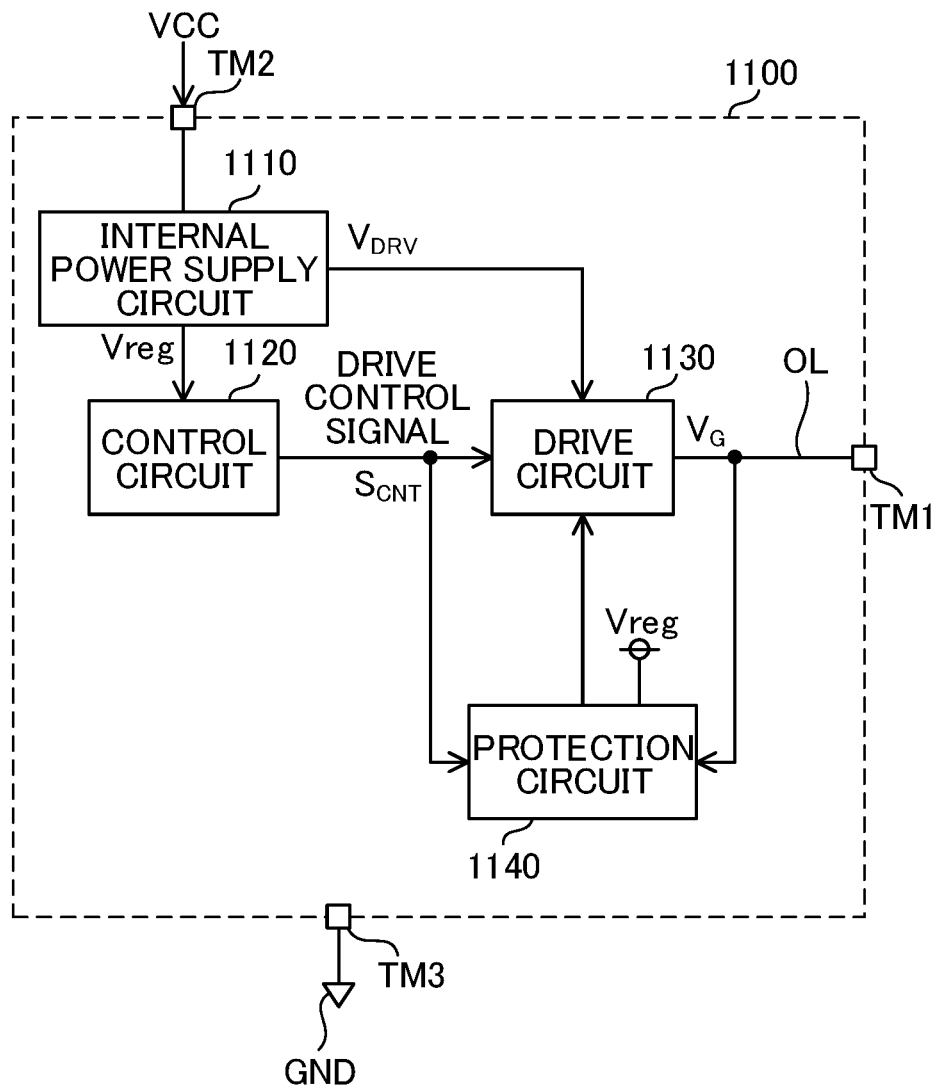 VCC
TM2
1100
1110
INTERNAL
POWER SUPPLY
CIRCUIT
VDRV
Vreg
1120
DRIVE
CONTROL
SIGNAL
1130
OL
CONTROL
CIRCUIT
DRIVE
CIRCUIT
VG
SCNT
TM1
Vreg
PROTECTION
CIRCUIT
1140
TM3
GND